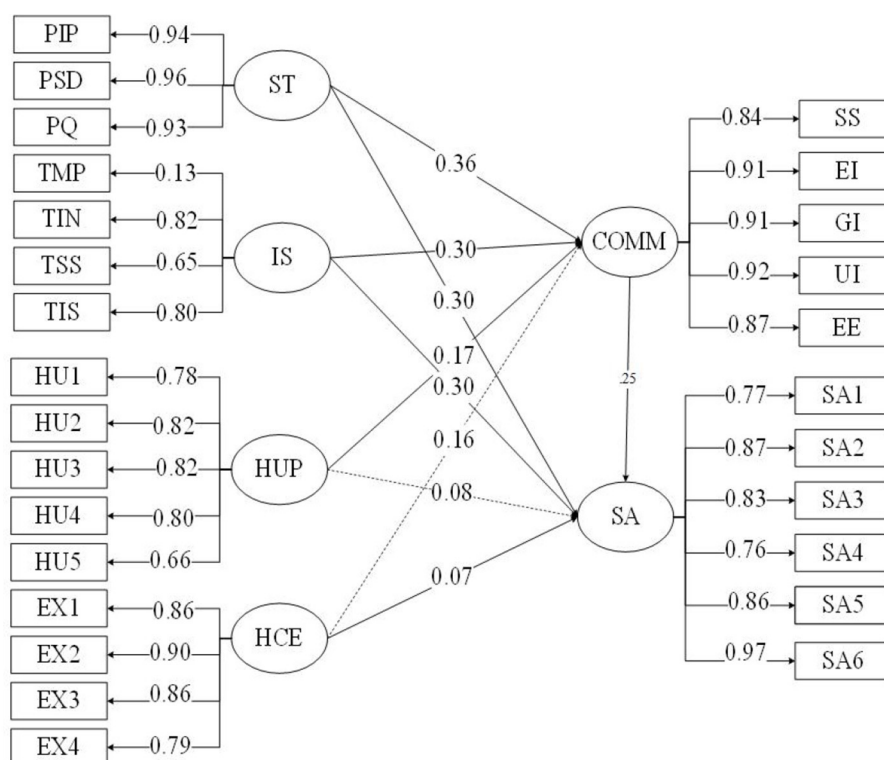 PIP 0.94
PSD 0.96
PQ 0.93
ST
TMP 0.13
TIN 0.82
TSS 0.65
TIS 0.80
IS
HU1 0.78
HU2 0.82
HU3 0.82
HU4 0.80
HU5 0.66
HUP
EX1 0.86
EX2 0.90
EX3 0.86
EX4 0.79
HCE
0.36
0.30
0.30
0.17
0.30
0.16
0.08
0.07
COMM
.25
SA
0.84 SS
0.91 EI
0.91 GI
0.92 UI
0.87 EE
0.77 SA1
0.87 SA2
0.83 SA3
0.76 SA4
0.86 SA5
0.97 SA6